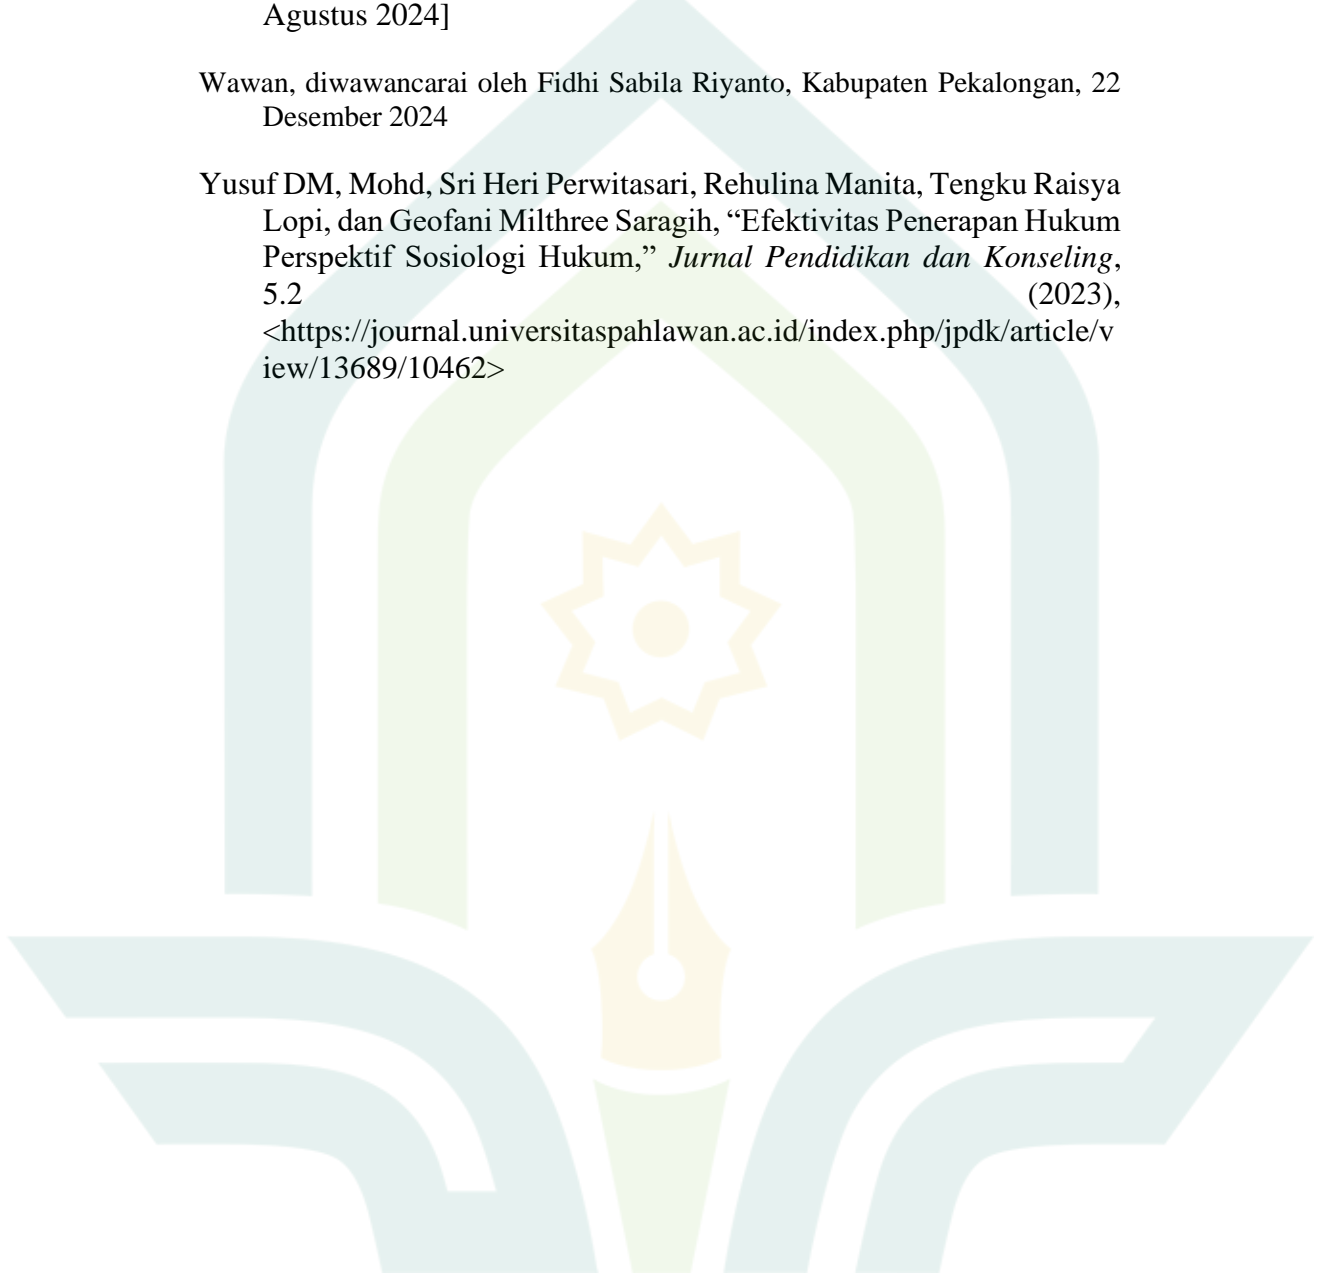 Agustus 2024]
Wawan, diwawancarai oleh Fidhi Sabila Riyanto, Kabupaten Pekalongan, 22
Desember 2024
Yusuf DM, Mohd, Sri Heri Perwitasari, Rehulina Manita, Tengku Raisya
Lopi, dan Geofani Milthree Saragih, “Efektivitas Penerapan Hukum
Perspektif Sosiologi Hukum,” Jurnal Pendidikan dan Konseling,
5.2 (2023),
<https://journal.universitaspahlawan.ac.id/index.php/jpdk/article/v
iew/13689/10462>